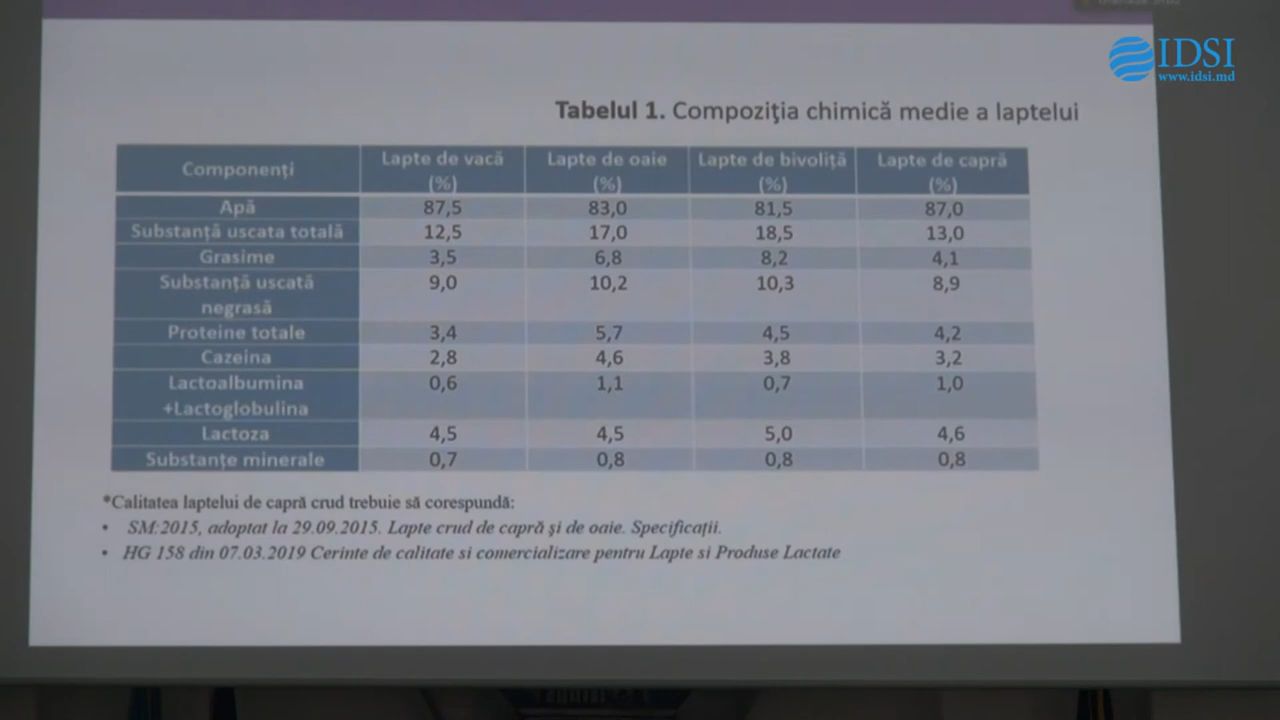 IDSI
www.idsi.md
Tabelul 1. Compoziţia chimică medie a laptelui
Componenţi Lapte de vacă (%) Lapte de oaie (%) Lapte de bivoliţă (%) Lapte de capră (%)
Apă 87,5 83,0 81,5 87,0
Substanţă uscata totală 12,5 17,0 18,5 13,0
Grasime 3,5 6,8 8,2 4,1
Substanţă uscată negrasă 9,0 10,2 10,3 8,9
Proteine totale 3,4 5,7 4,5 4,2
Cazeina 2,8 4,6 3,8 3,2
Lactoalbumina +Lactoglobulina 0,6 1,1 0,7 1,0
Lactoza 4,5 4,5 5,0 4,6
Substanţe minerale 0,7 0,8 0,8 0,8
*Calitatea laptelui de capră crud trebuie să corespundă:
• SM:2015, adoptat la 29.09.2015. Lapte crud de capră şi de oaie. Specificaţii.
• HG 158 din 07.03.2019 Cerinte de calitate si comercializare pentru Lapte si Produse Lactate